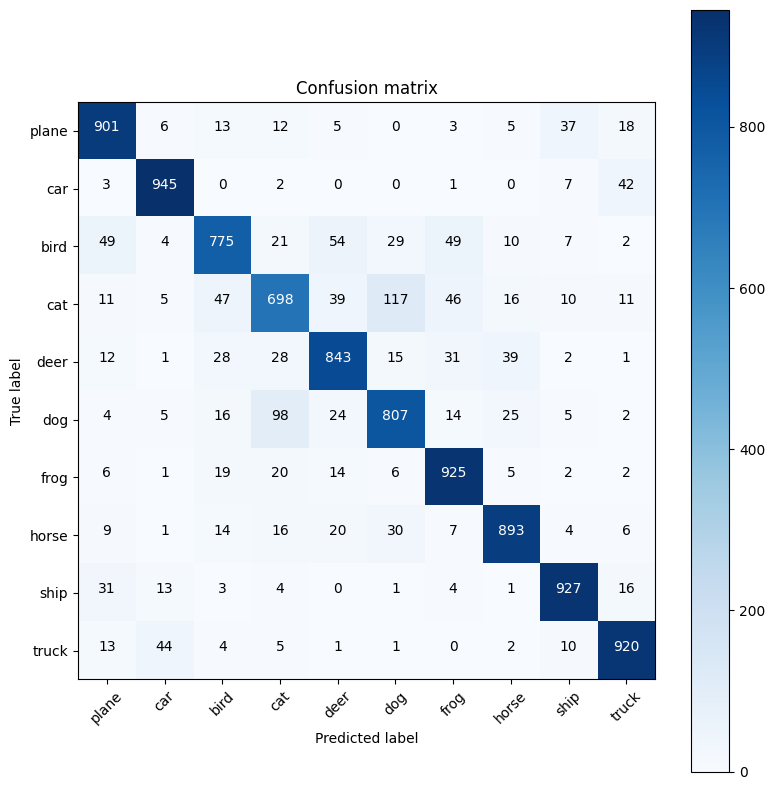 Confusion matrix
plane 901 6 13 12 5 0 3 5 37 18
car 3 945 0 2 0 0 1 0 7 42
bird 49 4 775 21 54 29 49 10 7 2
cat 11 5 47 698 39 117 46 16 10 11
deer 12 1 28 28 843 15 31 39 2 1
dog 4 5 16 98 24 807 14 25 5 2
frog 6 1 19 20 14 6 925 5 2 2
horse 9 1 14 16 20 30 7 893 4 6
ship 31 13 3 4 0 1 4 1 927 16
truck 13 44 4 5 1 1 0 2 10 920
plane car bird cat deer dog frog horse ship truck
Predicted label
True label
800
600
400
200
0